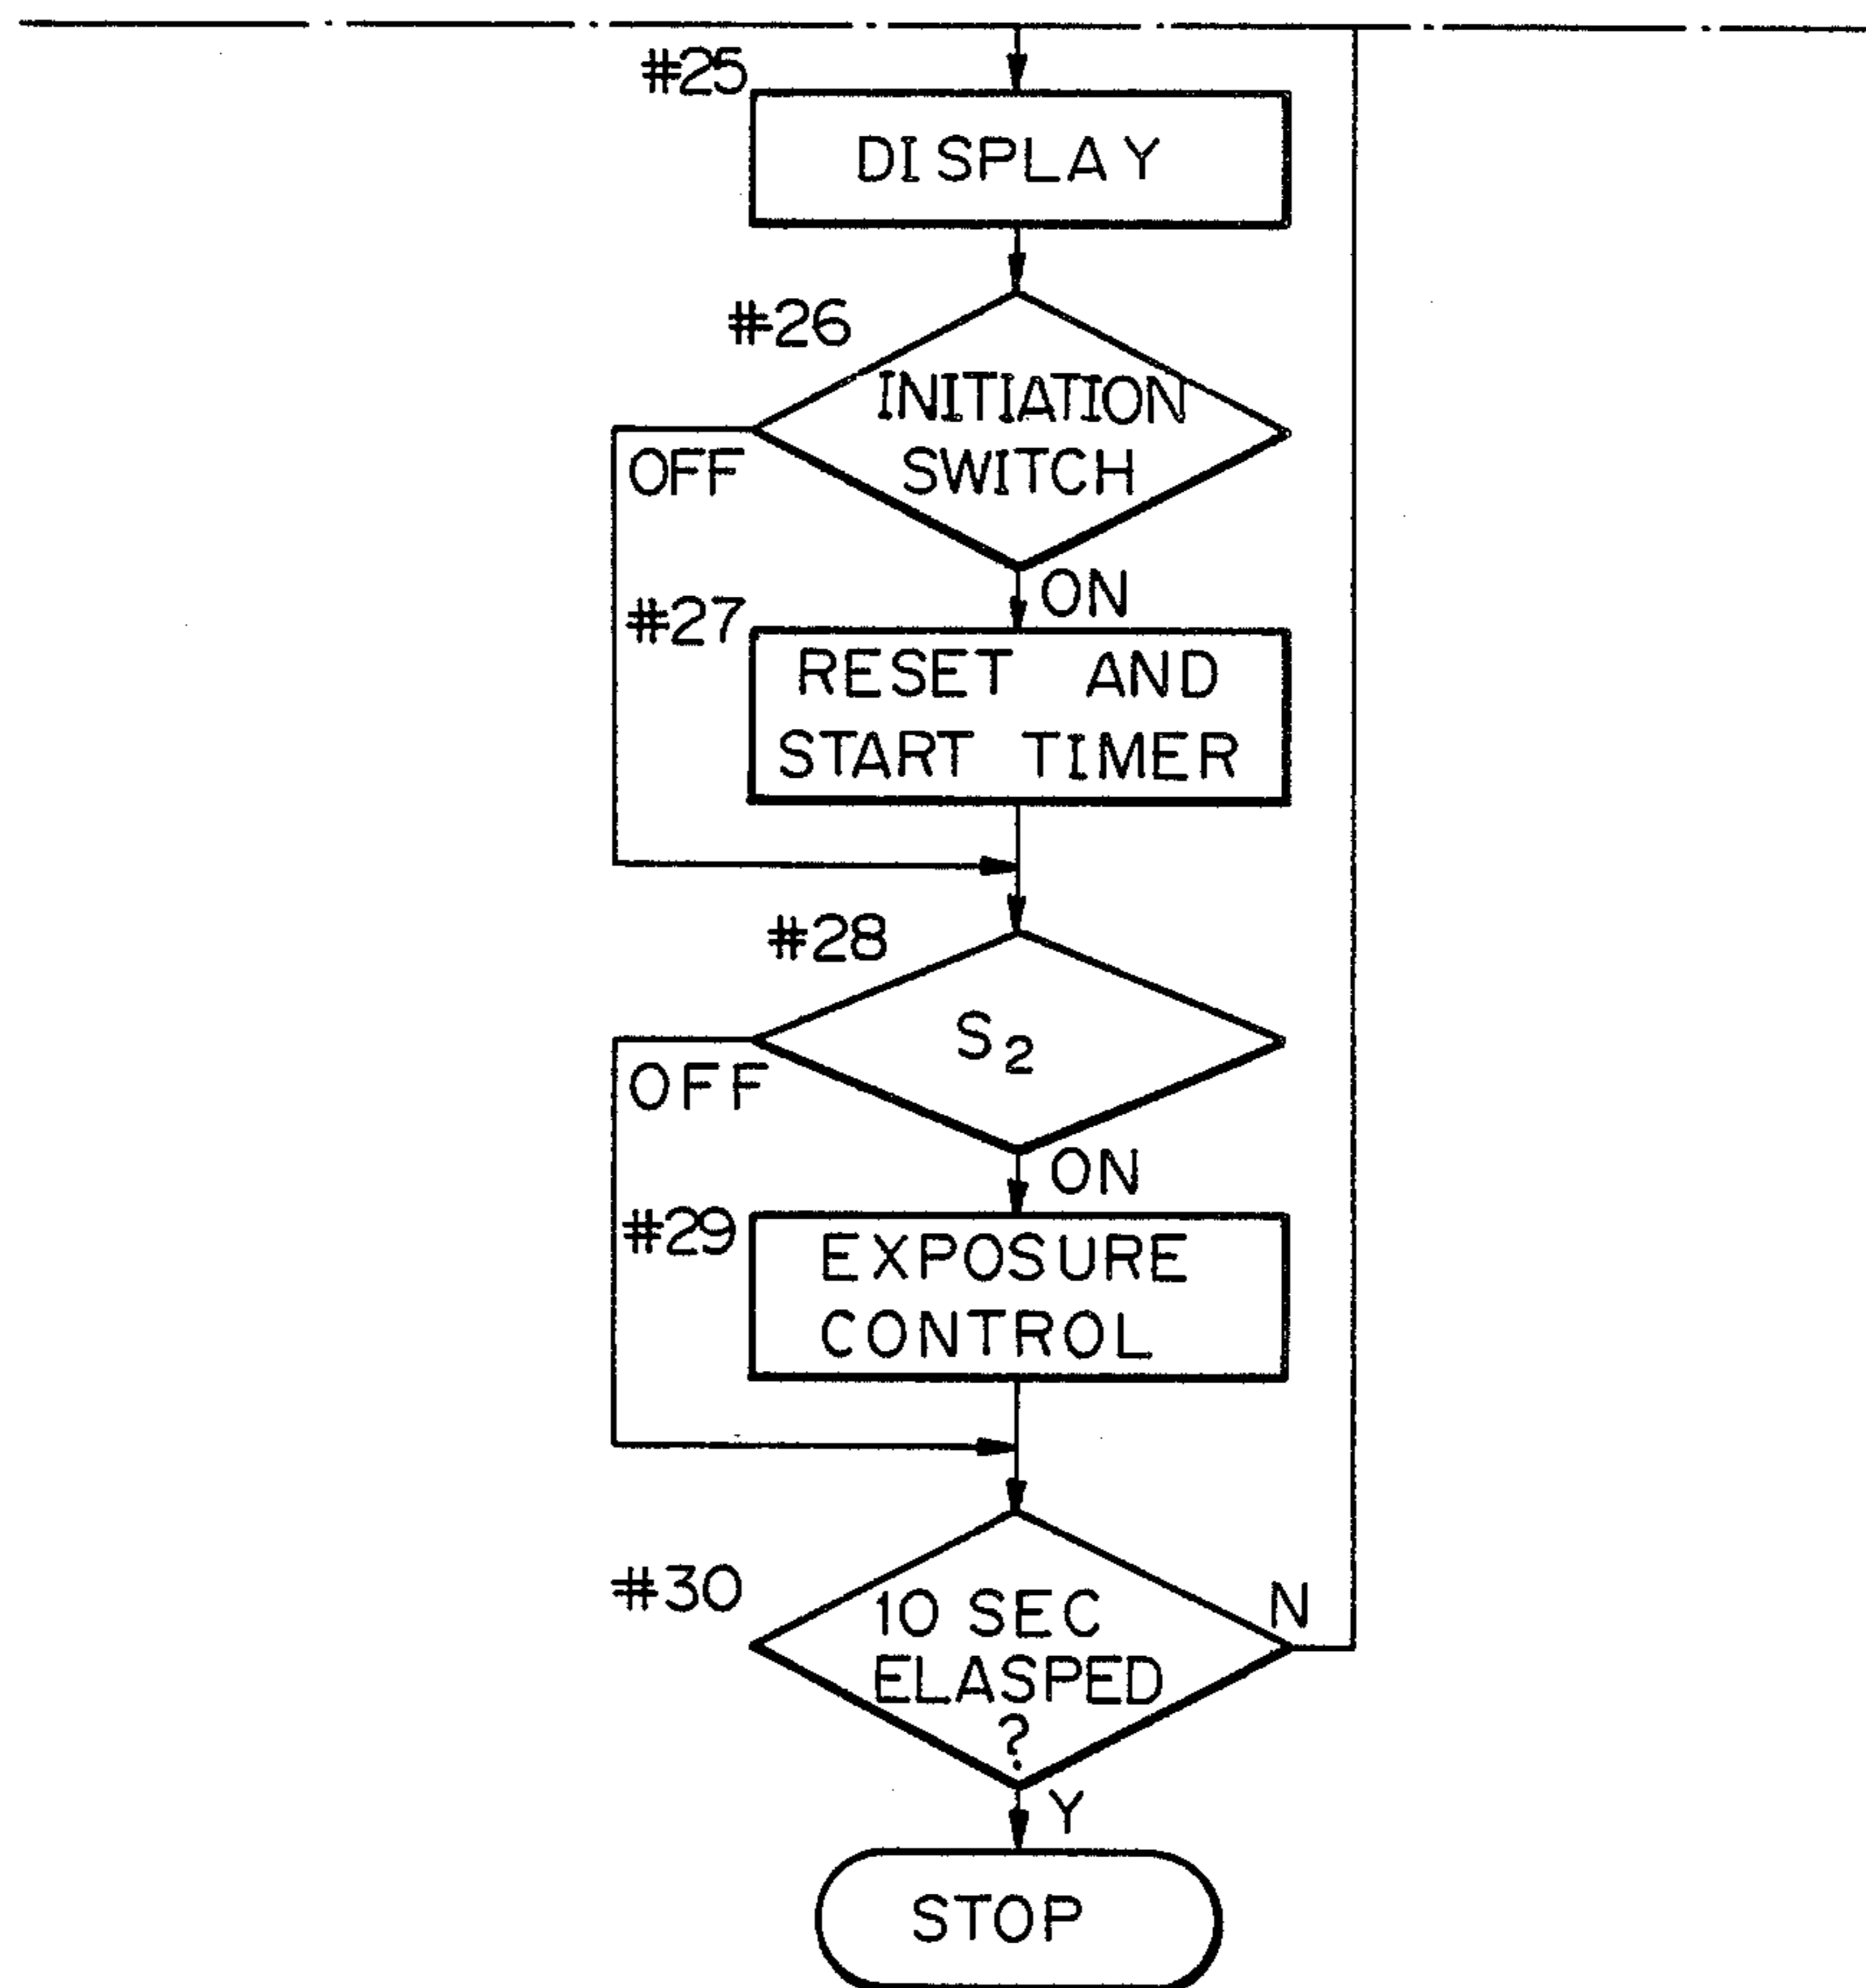 #25
DISPLAY
#26
INITIATION
SWITCH
OFF
ON
#27
RESET AND
START TIMER
#28
S2
OFF
ON
#29
EXPOSURE
CONTROL
#30
10 SEC
ELASPED
?
N
Y
STOP